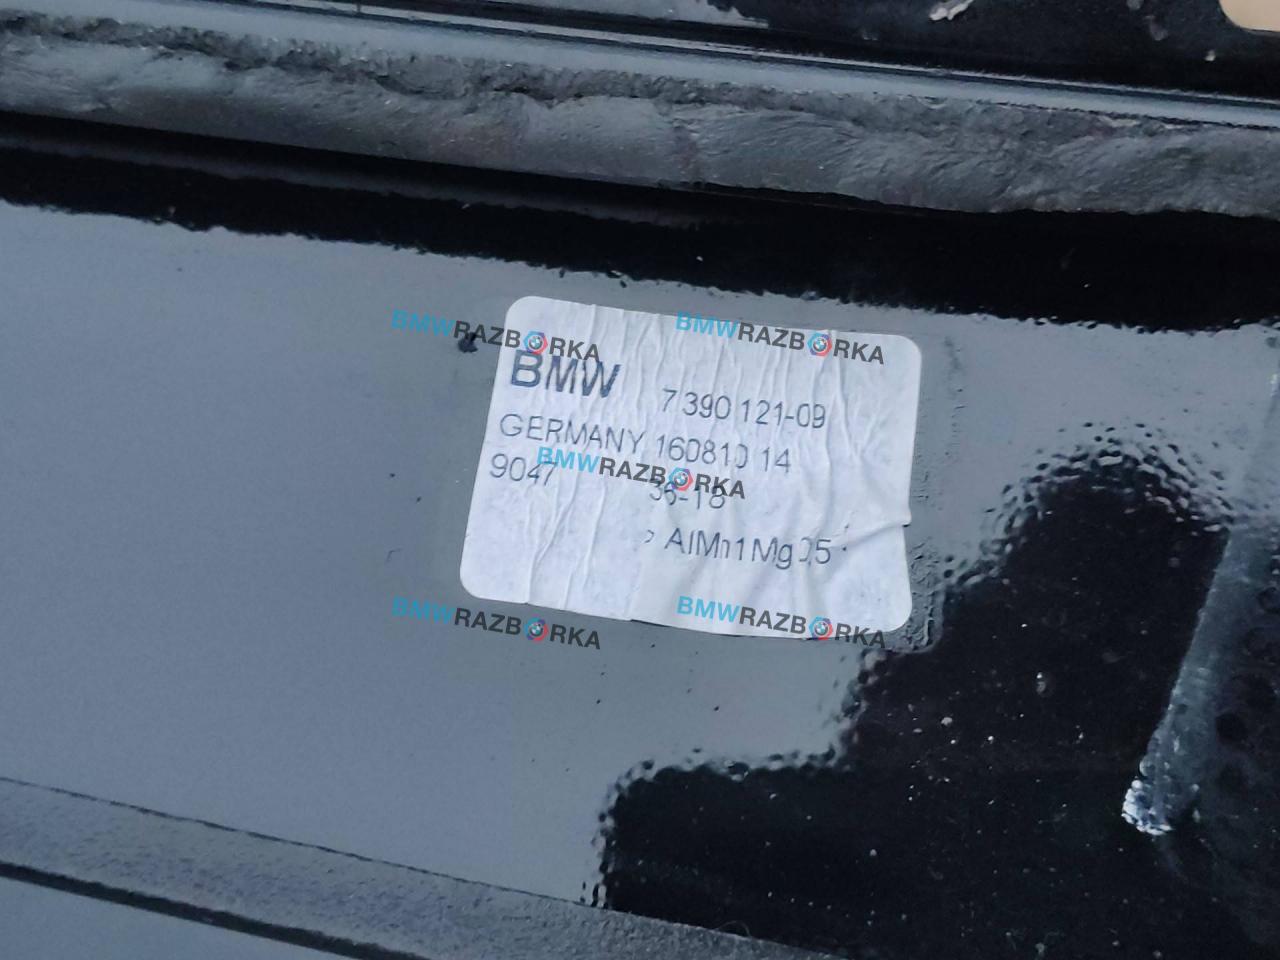 BMWRAZBORKA BMWRAZBORKA
BMW 7 390 121-09
GERMANY 160810 14
BMWRAZBORKA
9047 36-18
> AlMn1Mg0,5
BMWRAZBORKA BMWRAZBORKA